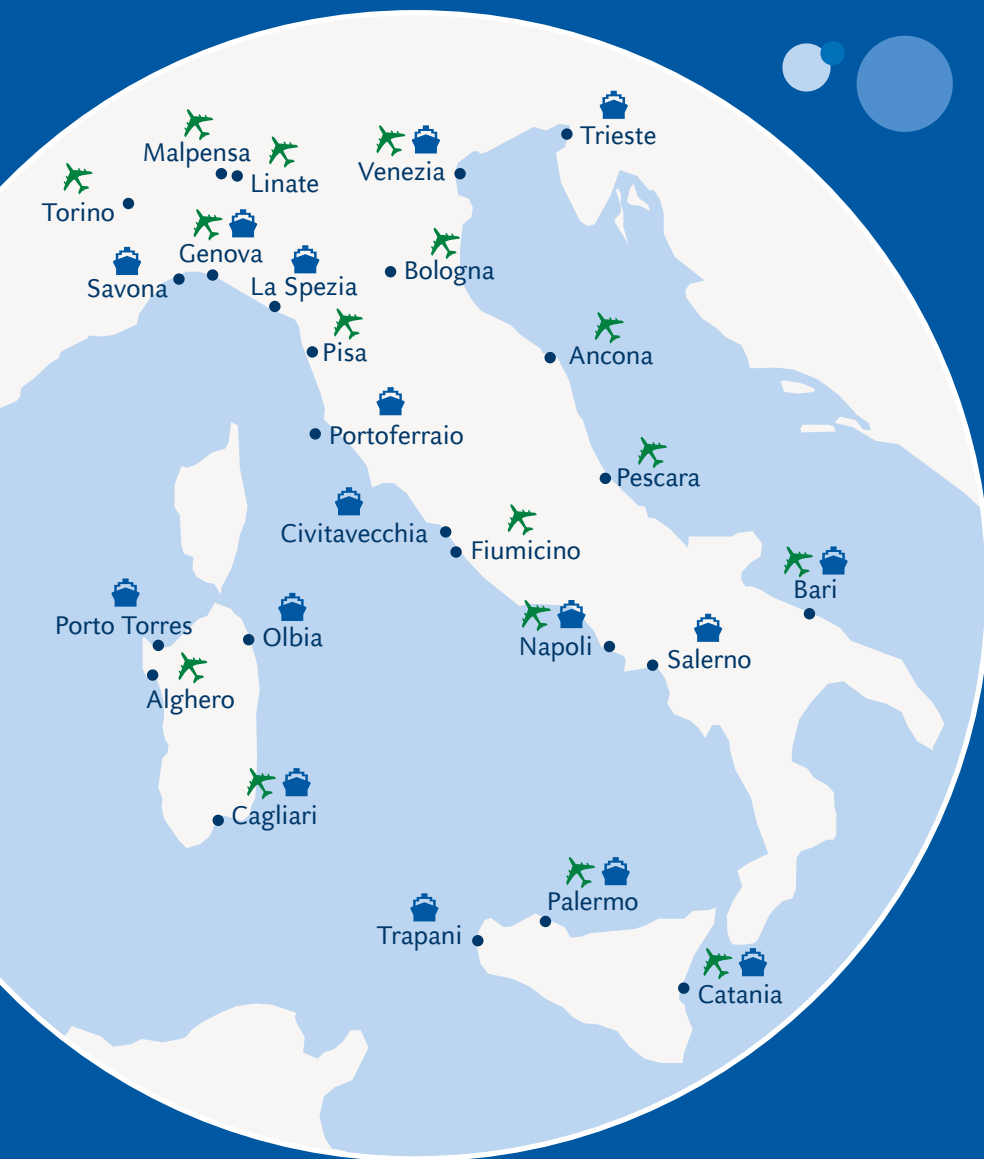 Trieste
Malpensa
Venezia
Linate
Torino
Genova
Bologna
La Spezia
Savona
Pisa
Ancona
Portoferraio
Pescara
Civitavecchia
Fiumicino
Bari
Porto Torres
Olbia
Napoli
Salerno
Alghero
Cagliari
Palermo
Trapani
Catania